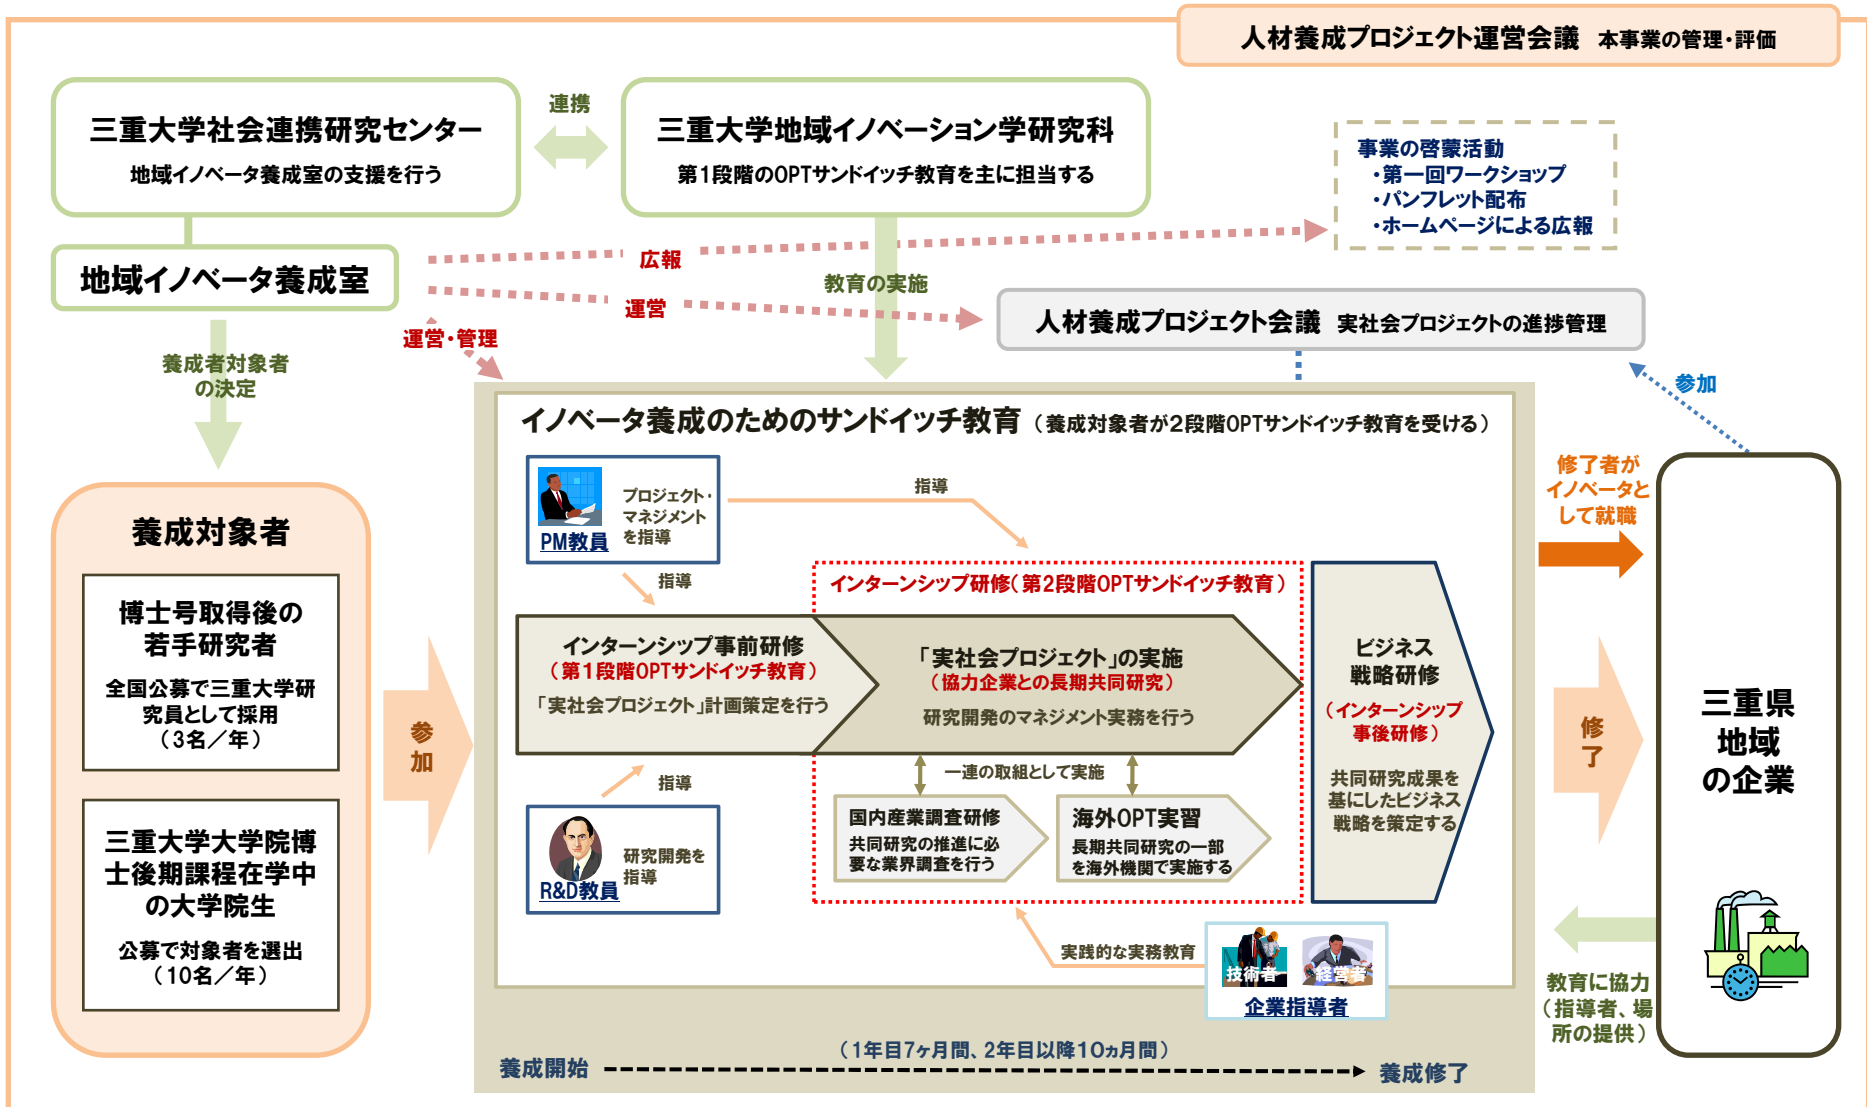 人材養成プロジェクト運営会議 本事業の管理・評価
三重大学社会連携研究センター
地域イノベータ養成室の支援を行う
連携
三重大学地域イノベーション学研究科
第1段階のOPTサンドイッチ教育を主に担当する
事業の啓蒙活動
・第一回ワークショップ
・パンフレット配布
・ホームページによる広報
地域イノベータ養成室
広報
運営
運営・管理
教育の実施
人材養成プロジェクト会議 実社会プロジェクトの進捗管理
養成者対象者
の決定
参加
養成対象者
博士号取得後の
若手研究者
全国公募で三重大学研
究員として採用
（3名／年）
三重大学大学院博
士後期課程在学中
の大学院生
公募で対象者を選出
（10名／年）
参
加
イノベータ養成のためのサンドイッチ教育（養成対象者が2段階OPTサンドイッチ教育を受ける）
プロジェクト・
マネジメント
を指導
PM教員
指導
指導
インターンシップ研修（第2段階OPTサンドイッチ教育）
インターンシップ事前研修
（第1段階OPTサンドイッチ教育）
「実社会プロジェクト」計画策定を行う
「実社会プロジェクト」の実施
（協力企業との長期共同研究）
研究開発のマネジメント実務を行う
ビジネス
戦略研修
（インターンシップ
事後研修）
共同研究成果を
基にしたビジネス
戦略を策定する
指導
一連の取組として実施
国内産業調査研修
共同研究の推進に必
要な業界調査を行う
海外OPT実習
長期共同研究の一部
を海外機関で実施する
研究開発を
指導
R&D教員
実践的な実務教育
技術者
経営者
企業指導者
（1年目7ヶ月間、2年目以降10ヵ月間）
養成開始
養成修了
修了者が
イノベータと
して就職
修
了
三重県
地域
の企業
教育に協力
（指導者、場
所の提供）